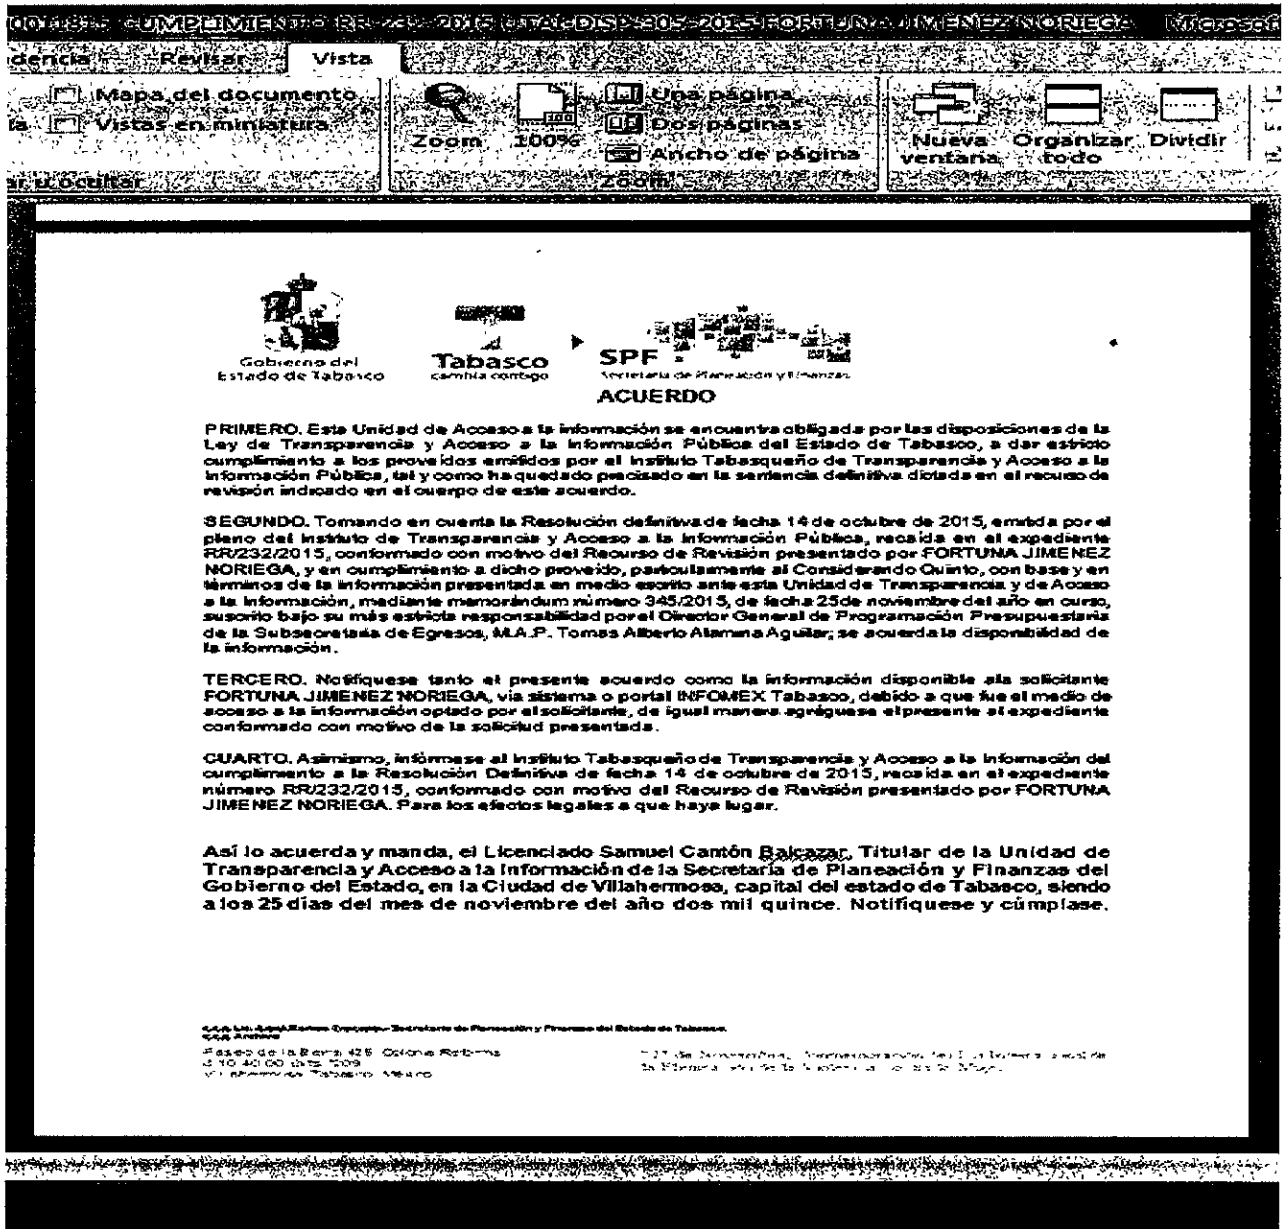 0011815 CUMPLIMIENTO RR-232-2015 UTAI-DISP-305-2015 FORTUNA JIMENEZ NORIEGA Microsoft
dencia Revisar Vista
Mapa del documento
Vistas en miniatura
Zoom 100%
Una página
Dos páginas
Ancho de página
Nueva ventana
Organizar todo
Dividir
ar u ocultar
Zoom
Gobierno del
Estado de Tabasco
Tabasco
cambia contigo
SPF
Secretaría de Planeación y Finanzas
ACUERDO
PRIMERO. Esta Unidad de Acceso a la información se encuentra obligada por las disposiciones de la
Ley de Transparencia y Acceso a la Información Pública del Estado de Tabasco, a dar estricto
cumplimiento a los proveídos emitidos por el Instituto Tabasqueño de Transparencia y Acceso a la
Información Pública, tal y como ha quedado precisado en la sentencia definitiva dictada en el recurso de
revisión indicado en el cuerpo de este acuerdo.
SEGUNDO. Tomando en cuenta la Resolución definitiva de fecha 14 de octubre de 2015, emitida por el
pleno del Instituto de Transparencia y Acceso a la Información Pública, recaída en el expediente
RR/232/2015, conformado con motivo del Recurso de Revisión presentado por FORTUNA JIMENEZ
NORIEGA, y en cumplimiento a dicho proveído, particularmente al Considerando Quinto, con base y en
términos de la información presentada en medio escrito ante esta Unidad de Transparencia y de Acceso
a la Información, mediante memorándum número 345/2015, de fecha 25de noviembre del año en curso,
suscrito bajo su más estricta responsabilidad por el Director General de Programación Presupuestaria
de la Subsecretaría de Egresos, M.A.P. Tomas Alberto Alamina Aguilar; se acuerda la disponibilidad de
la información.
TERCERO. Notifíquese tanto el presente acuerdo como la información disponible ala solicitante
FORTUNA JIMENEZ NORIEGA, vía sistema o portal INFOMEX Tabasco, debido a que fue el medio de
acceso a la información optado por el solicitante, de igual manera agréguese el presente al expediente
conformado con motivo de la solicitud presentada.
CUARTO. Asimismo, infórmese al Instituto Tabasqueño de Transparencia y Acceso a la Información del
cumplimiento a la Resolución Definitiva de fecha 14 de octubre de 2015, recaída en el expediente
número RR/232/2015, conformado con motivo del Recurso de Revisión presentado por FORTUNA
JIMENEZ NORIEGA. Para los efectos legales a que haya lugar.
Así lo acuerda y manda, el Licenciado Samuel Cantón Balcazar, Titular de la Unidad de
Transparencia y Acceso a la Información de la Secretaría de Planeación y Finanzas del
Gobierno del Estado, en la Ciudad de Villahermosa, capital del estado de Tabasco, siendo
a los 25 días del mes de noviembre del año dos mil quince. Notifíquese y cúmplase.
Secretario de Planeación y Finanzas del Estado de Tabasco.
c.c.p. Archivo
Paseo de la Sierra 425 Colonia Reforma
Villahermosa Tabasco, México